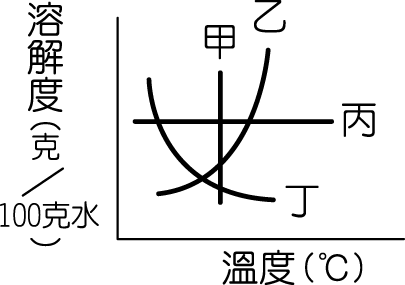 溶解度(克/100克水)
甲
乙
丙
丁
溫度(℃)